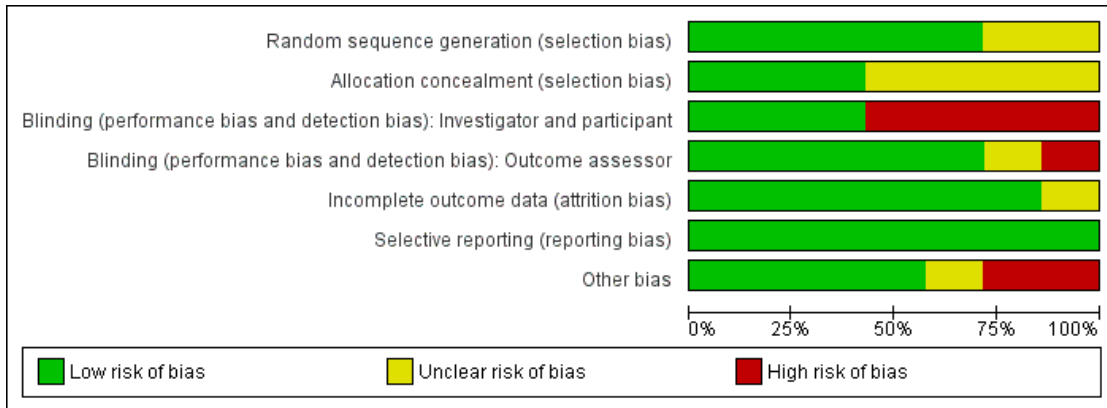 Random sequence generation (selection bias)
Allocation concealment (selection bias)
Blinding (performance bias and detection bias): Investigator and participant
Blinding (performance bias and detection bias): Outcome assessor
Incomplete outcome data (attrition bias)
Selective reporting (reporting bias)
Other bias
0% 25% 50% 75% 100%
Low risk of bias Unclear risk of bias High risk of bias